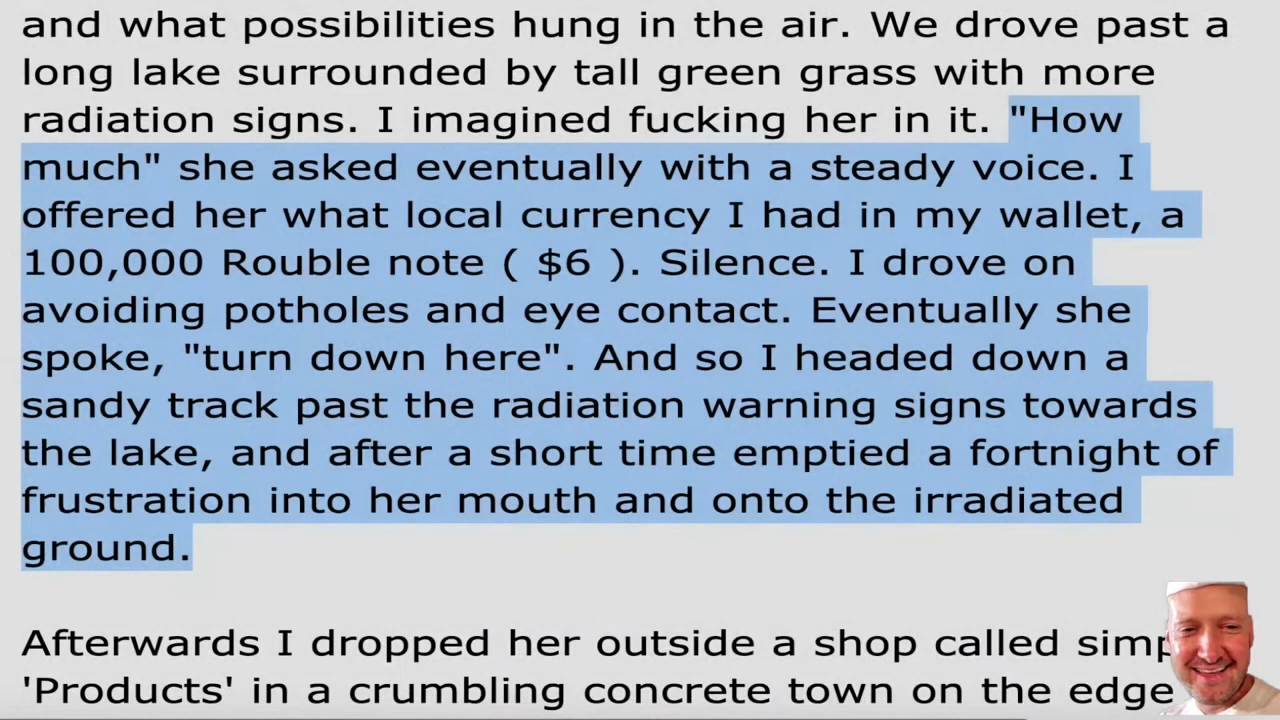 and what possibilities hung in the air. We drove past a
long lake surrounded by tall green grass with more
radiation signs. I imagined fucking her in it. "How
much" she asked eventually with a steady voice. I
offered her what local currency I had in my wallet, a
100,000 Rouble note ( $6 ). Silence. I drove on
avoiding potholes and eye contact. Eventually she
spoke, "turn down here". And so I headed down a
sandy track past the radiation warning signs towards
the lake, and after a short time emptied a fortnight of
frustration into her mouth and onto the irradiated
ground.
Afterwards I dropped her outside a shop called simp
'Products' in a crumbling concrete town on the edge